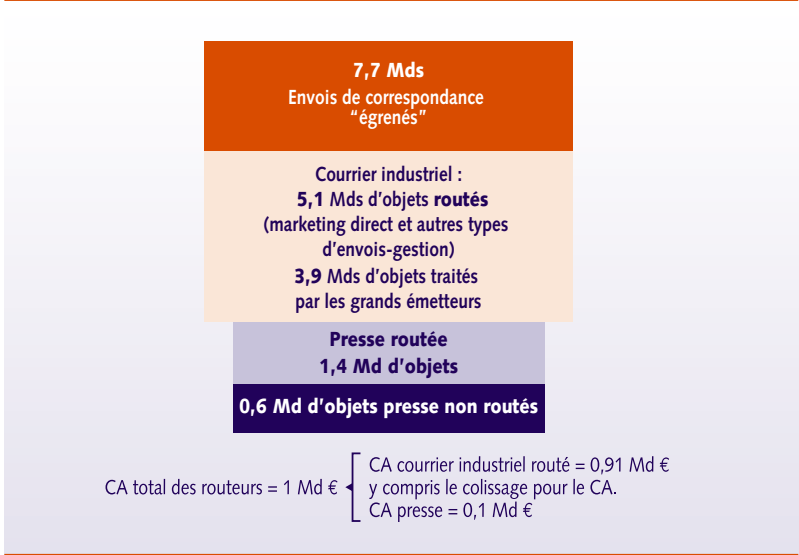 7,7 Mds
Envois de correspondance
“égrenés”
Courrier industriel :
5,1 Mds d’objets routés
(marketing direct et autres types
d’envois-gestion)
3,9 Mds d’objets traités
par les grands émetteurs
Presse routée
1,4 Md d’objets
0,6 Md d’objets presse non routés
CA total des routeurs = 1 Md €
CA courrier industriel routé = 0,91 Md €
y compris le colissage pour le CA.
CA presse = 0,1 Md €